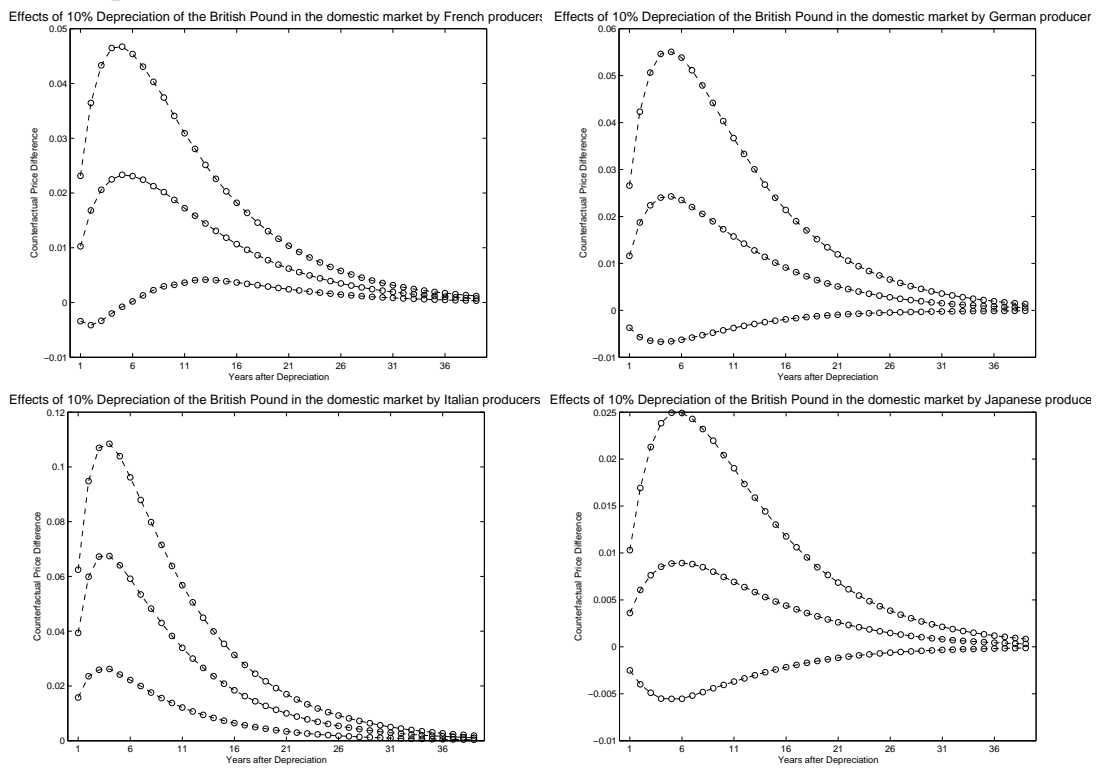 Effects of 10% Depreciation of the British Pound in the domestic market by French producers
0.05
0.04
0.03
0.02
0.01
0
−0.01
Counterfactual Price Difference
1 6 11 16 21 26 31 36
Years after Depreciation
Effects of 10% Depreciation of the British Pound in the domestic market by German producer
0.06
0.05
0.04
0.03
0.02
0.01
0
−0.01
Counterfactual Price Difference
1 6 11 16 21 26 31 36
Years after Depreciation
Effects of 10% Depreciation of the British Pound in the domestic market by Italian producers
0.12
0.1
0.08
0.06
0.04
0.02
0
Counterfactual Price Difference
1 6 11 16 21 26 31 36
Years after Depreciation
Effects of 10% Depreciation of the British Pound in the domestic market by Japanese produce
0.025
0.02
0.015
0.01
0.005
0
−0.005
−0.01
Counterfactual Price Difference
1 6 11 16 21 26 31 36
Years after Depreciation